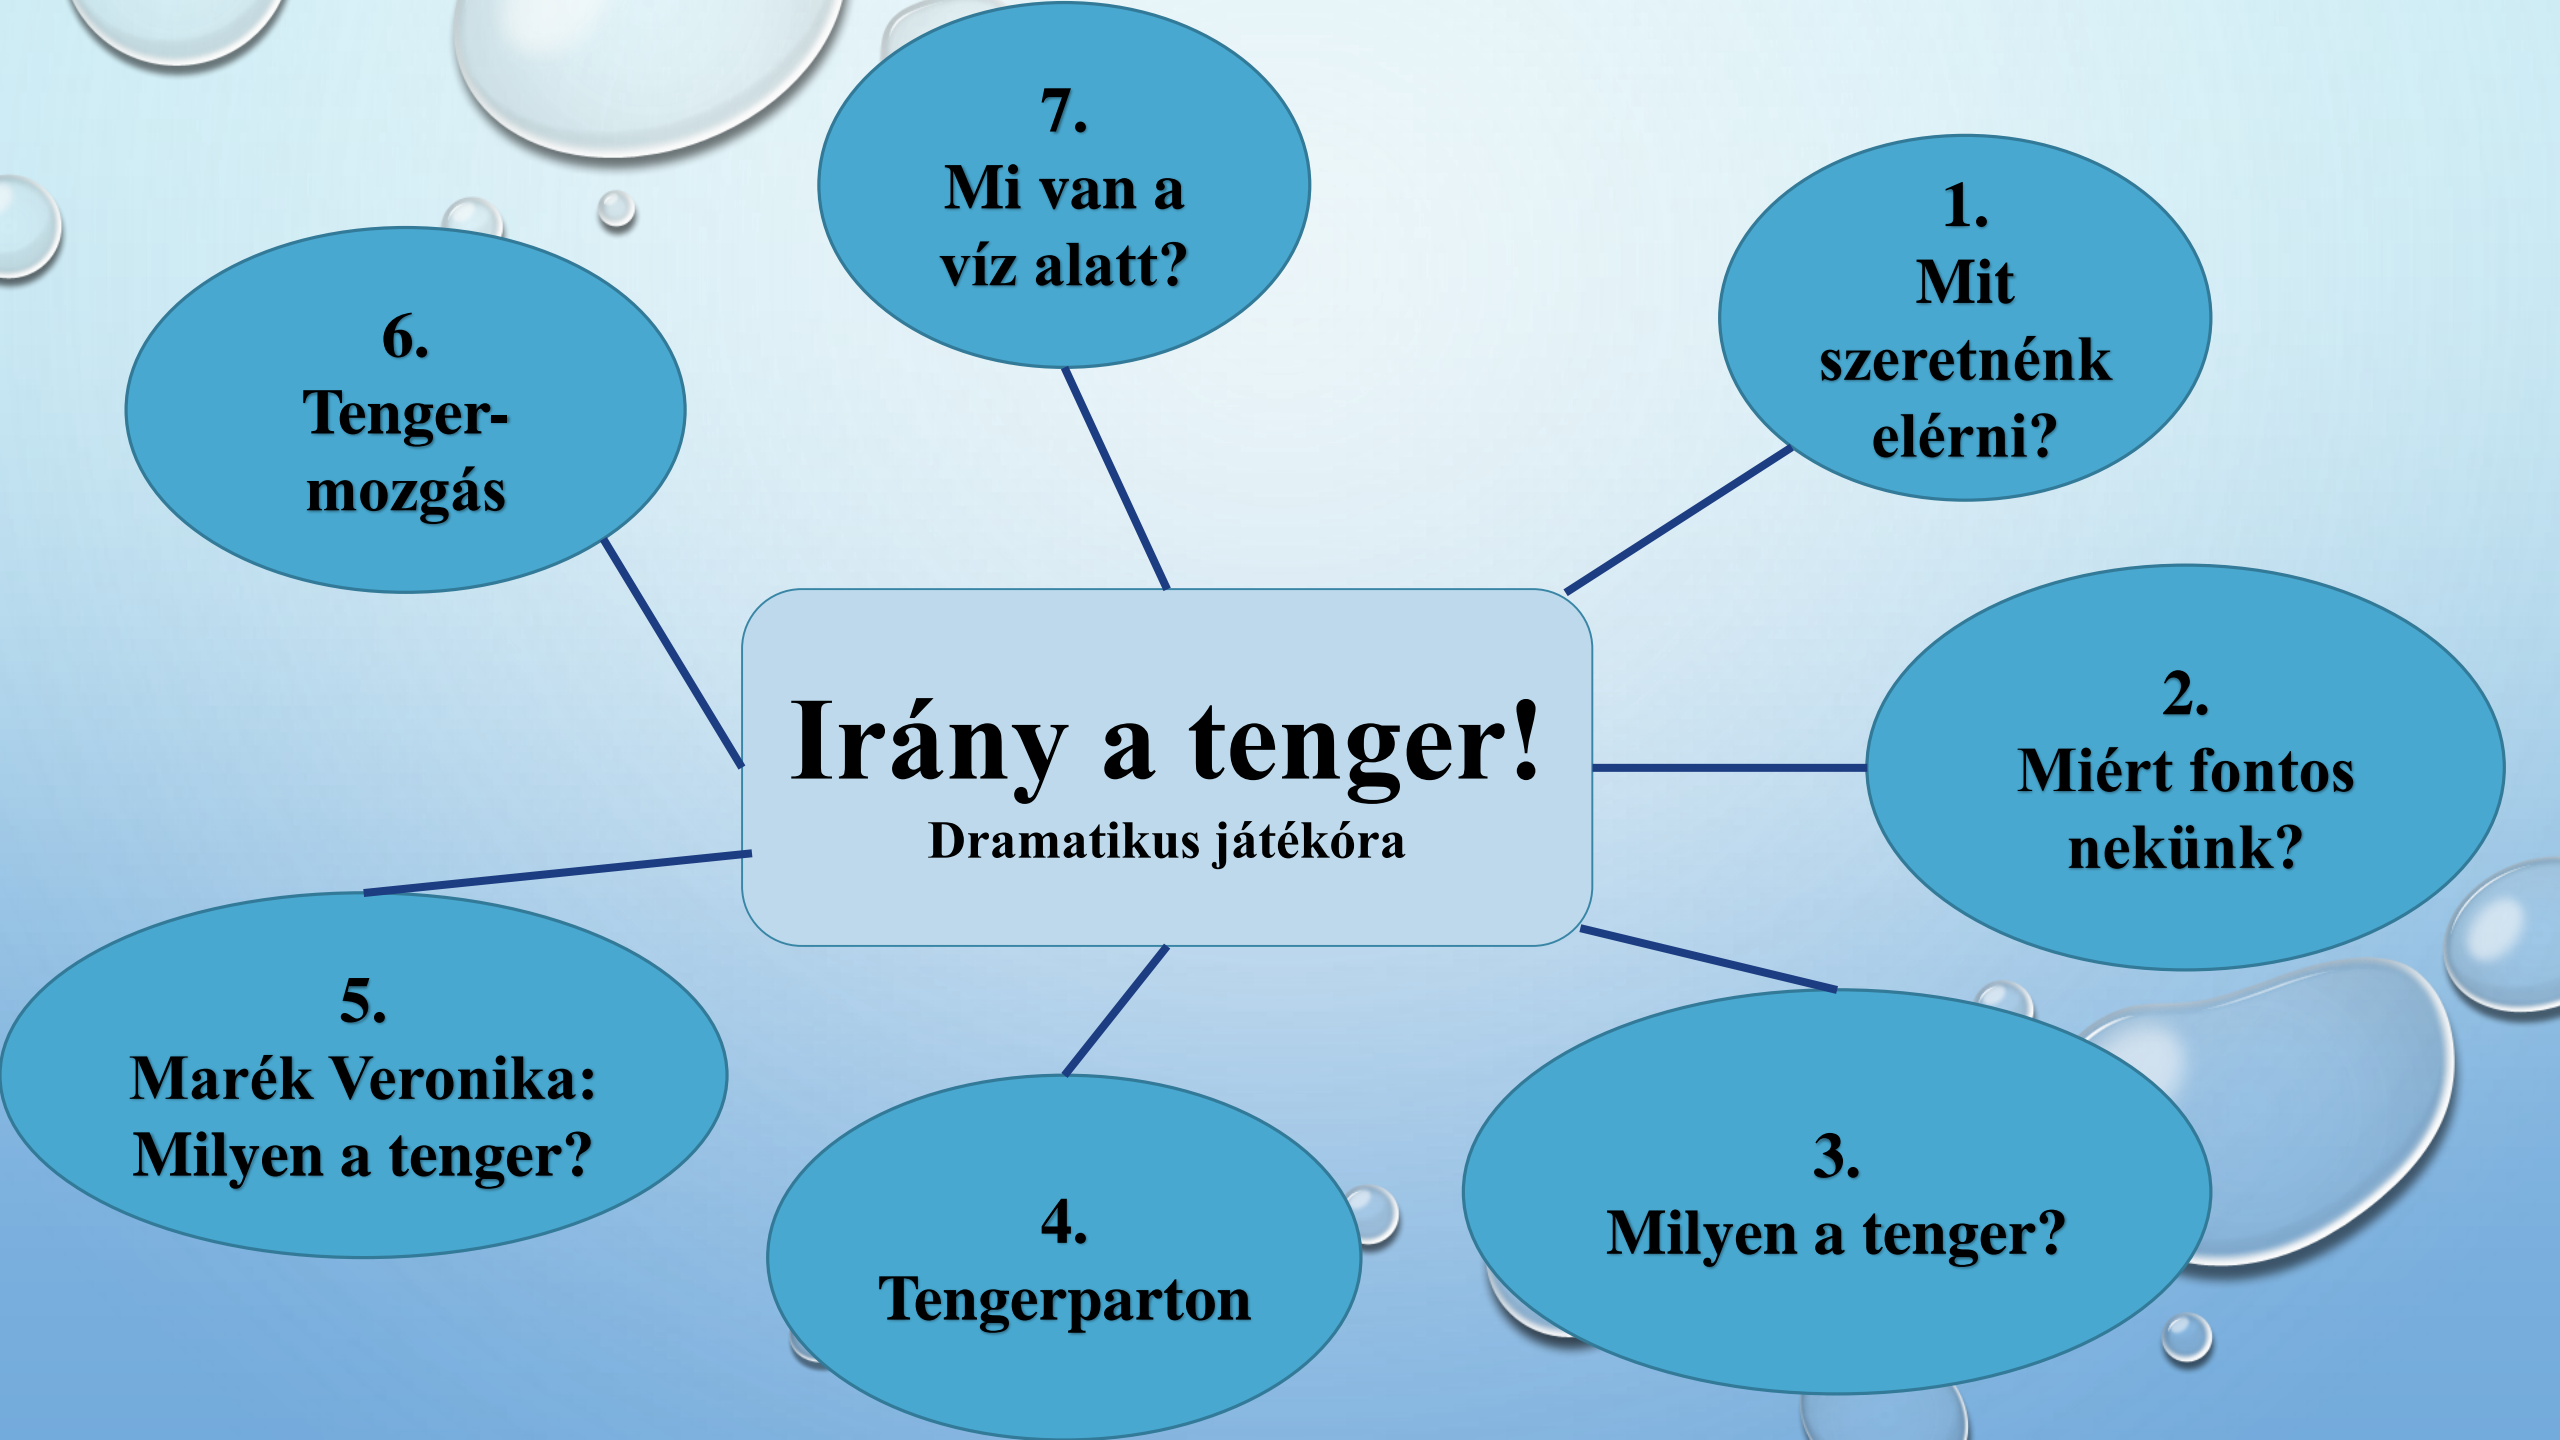 Irány a tenger!
Dramatikus játékóra
1.
Mit
szeretnénk
elérni?
2.
Miért fontos
nekünk?
3.
Milyen a tenger?
4.
Tengerparton
5.
Marék Veronika:
Milyen a tenger?
6.
Tenger-
mozgás
7.
Mi van a
víz alatt?